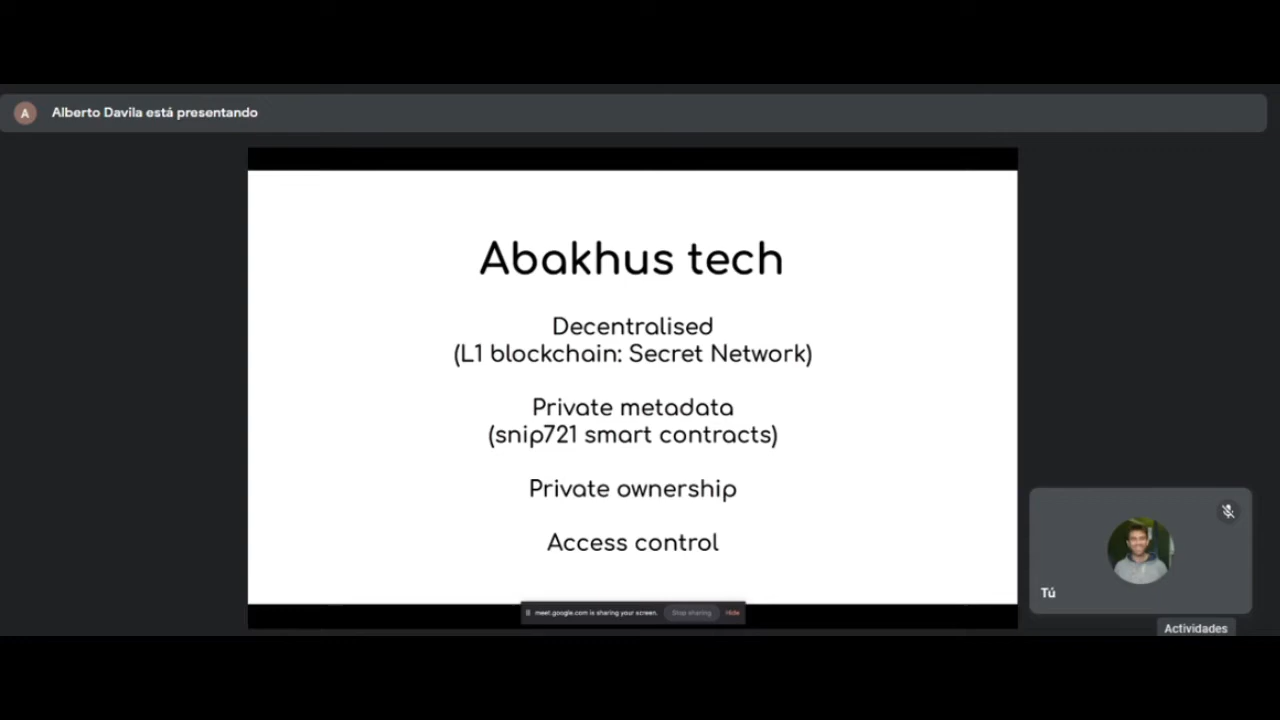 A
Alberto Davila está presentando
Abakhus tech
Decentralised
(L1 blockchain: Secret Network)
Private metadata
(snip721 smart contracts)
Private ownership
Access control
meet.google.com is sharing your screen.
Stop sharing
Hide
Tú
Actividades